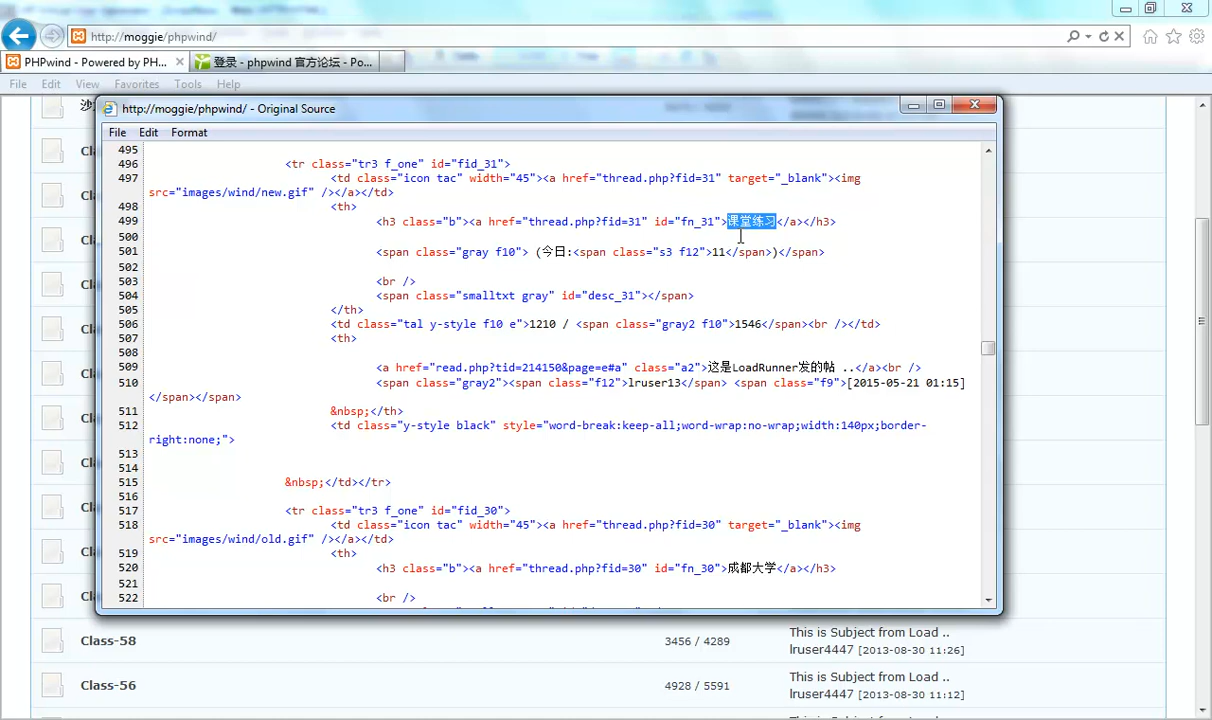 http://moggie/phpwind/
PHPwind - Powered by PH...
登录 - phpwind 官方论坛 - Po...
File Edit View Favorites Tools Help
http://moggie/phpwind/ - Original Source
File Edit Format
495
496 <tr class="tr3 f_one" id="fid_31">
497 <td class="icon tac" width="45"><a href="thread.php?fid=31" target="_blank"><img
src="images/wind/new.gif" /></a></td>
498 <th>
499 <h3 class="b"><a href="thread.php?fid=31" id="fn_31">课堂练习</a></h3>
500
501 <span class="gray f10"> (今日:<span class="s3 f12">11</span>)</span>
502
503 <br />
504 <span class="smalltxt gray" id="desc_31"></span>
505 </th>
506 <td class="tal y-style f10 e">1210 / <span class="gray2 f10">1546</span><br /></td>
507 <th>
508
509 <a href="read.php?tid=214150&page=e#a" class="a2">这是LoadRunner发的帖 ..</a><br />
510 <span class="gray2"><span class="f12">lruser13</span> <span class="f9">[2015-05-21 01:15]
</span></span>
511 &nbsp;</th>
512 <td class="y-style black" style="word-break:keep-all;word-wrap:no-wrap;width:140px;border-
right:none;">
513
514
515 &nbsp;</td></tr>
516
517 <tr class="tr3 f_one" id="fid_30">
518 <td class="icon tac" width="45"><a href="thread.php?fid=30" target="_blank"><img
src="images/wind/old.gif" /></a></td>
519 <th>
520 <h3 class="b"><a href="thread.php?fid=30" id="fn_30">成都大学</a></h3>
521
522 <br />
Class-58 3456 / 4289 This is Subject from Load ..
lruser4447 [2013-08-30 11:26]
Class-56 4928 / 5591 This is Subject from Load ..
lruser4447 [2013-08-30 11:12]